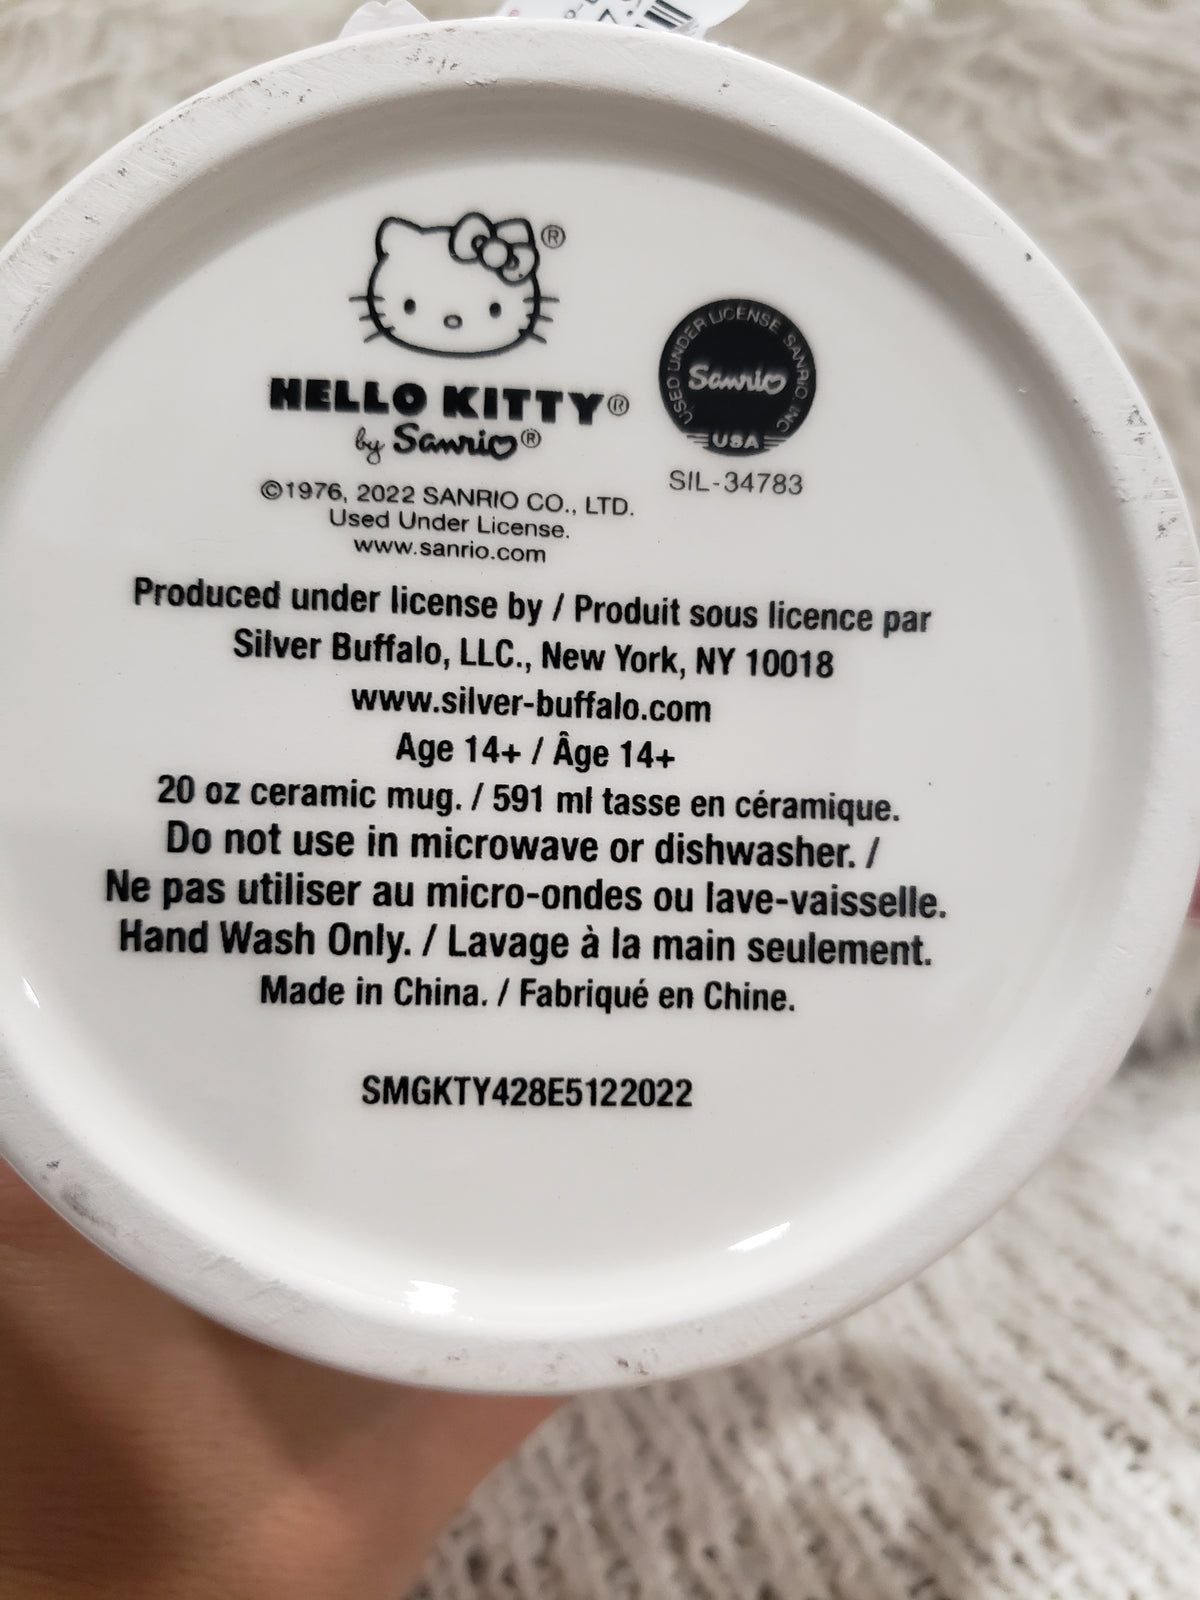 ®
HELLO KITTY®
by Sanrio®
©1976, 2022 SANRIO CO., LTD.
Used Under License.
www.sanrio.com
USED UNDER LICENSE SANRIO, INC
Sanrio
USA
SIL-34783
Produced under license by / Produit sous licence par
Silver Buffalo, LLC., New York, NY 10018
www.silver-buffalo.com
Age 14+ / Âge 14+
20 oz ceramic mug. / 591 ml tasse en céramique.
Do not use in microwave or dishwasher. /
Ne pas utiliser au micro-ondes ou lave-vaisselle.
Hand Wash Only. / Lavage à la main seulement.
Made in China. / Fabriqué en Chine.
SMGKTY428E5122022